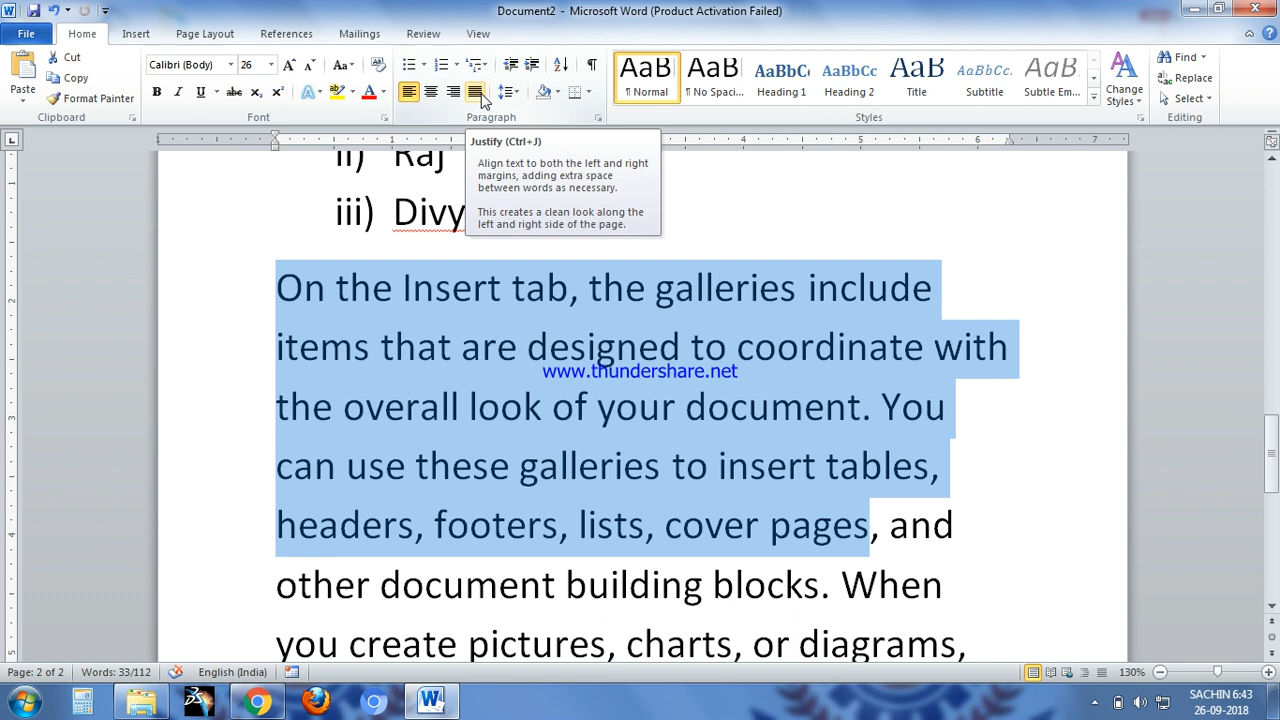 Document2 - Microsoft Word (Product Activation Failed)
File Home Insert Page Layout References Mailings Review View
Paste
Cut
Copy
Format Painter
Clipboard
Calibri (Body) 26
Font
Paragraph
AaBbCc AaBbCc AaBbCc AaBbCc AaB AaBbCc AaBbCc
¶ Normal ¶ No Spaci... Heading 1 Heading 2 Title Subtitle Subtle Em...
Change
Styles
Styles
Find
Replace
Select
Editing
Justify (Ctrl+J)
Align text to both the left and right
margins, adding extra space
between words as necessary.
This creates a clean look along the
left and right side of the page.
ii) Raj
iii) Divy
On the Insert tab, the galleries include
items that are designed to coordinate with
www.thundershare.net
the overall look of your document. You
can use these galleries to insert tables,
headers, footers, lists, cover pages, and
other document building blocks. When
you create pictures, charts, or diagrams,
Page: 2 of 2 Words: 33/112 English (India) 130%
SACHIN 6:43
26-09-2018